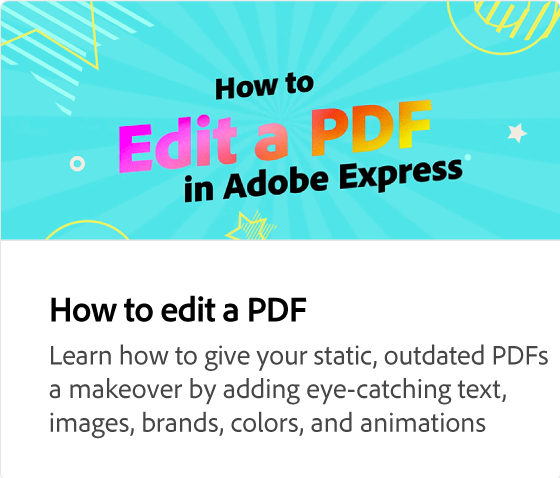 How to
Edit a PDF
in Adobe Express
How to edit a PDF
Learn how to give your static, outdated PDFs
a makeover by adding eye-catching text,
images, brands, colors, and animations